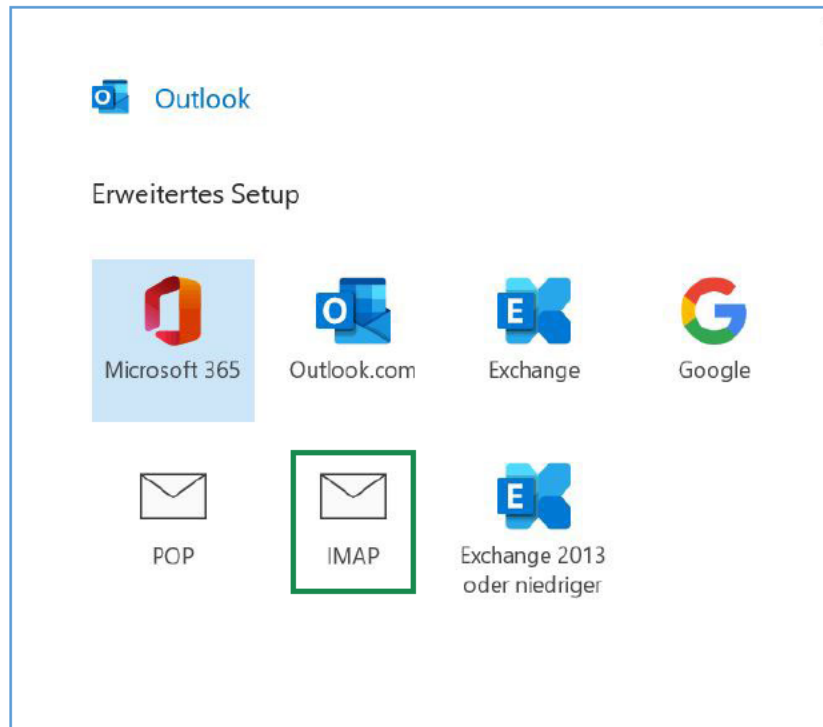 Outlook
Erweitertes Setup
Microsoft 365
Outlook.com
Exchange
Google
POP
IMAP
Exchange 2013
oder niedriger